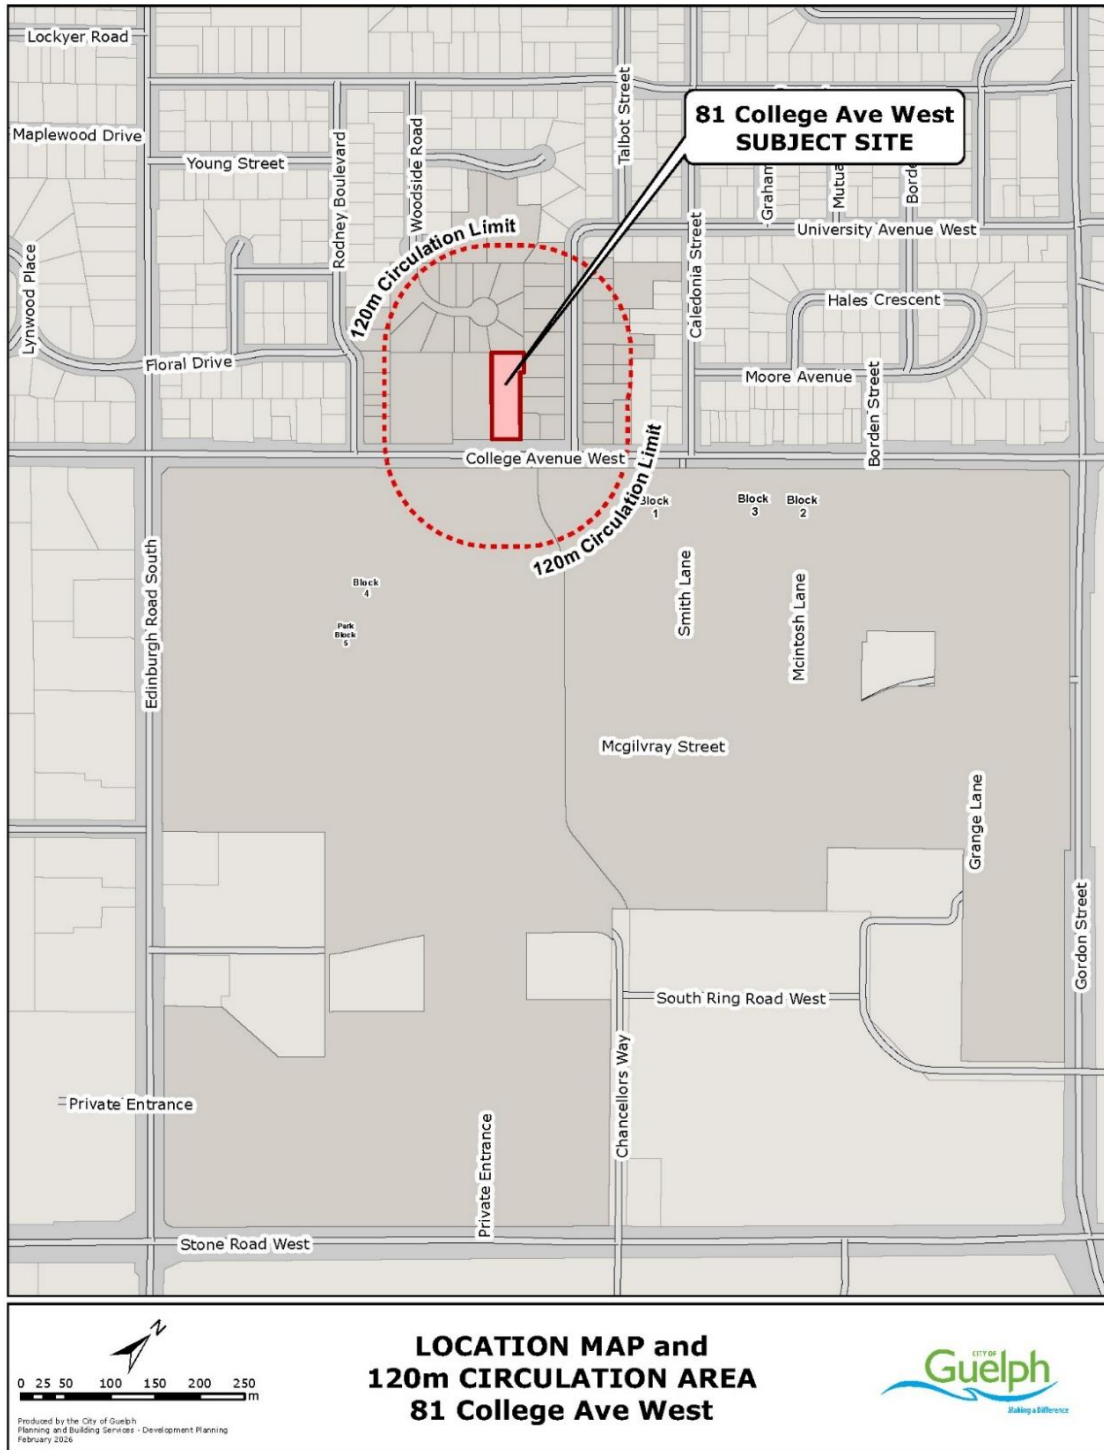 Lockyer Road
Maplewood Drive
Young Street
Rodney Boulevard
Woodside Road
Talbot Street
81 College Ave West
SUBJECT SITE
Graham
Mutua
Borde
University Avenue West
Lynwood Place
120m Circulation Limit
Caledonia Street
Hales Crescent
Floral Drive
Moore Avenue
Borden Street
College Avenue West
120m Circulation Limit
Block
1
Block
3
Block
2
Edinburgh Road South
Block
4
Park
Block
5
Smith Lane
Mcintosh Lane
Mcgilvray Street
Grange Lane
Gordon Street
South Ring Road West
Chancellors Way
Private Entrance
Private Entrance
Stone Road West
N
0 25 50 100 150 200 250
m
Produced by the City of Guelph
Planning and Building Services - Development Planning
February 2026
LOCATION MAP and
120m CIRCULATION AREA
81 College Ave West
CITY OF
Guelph
Making a Difference